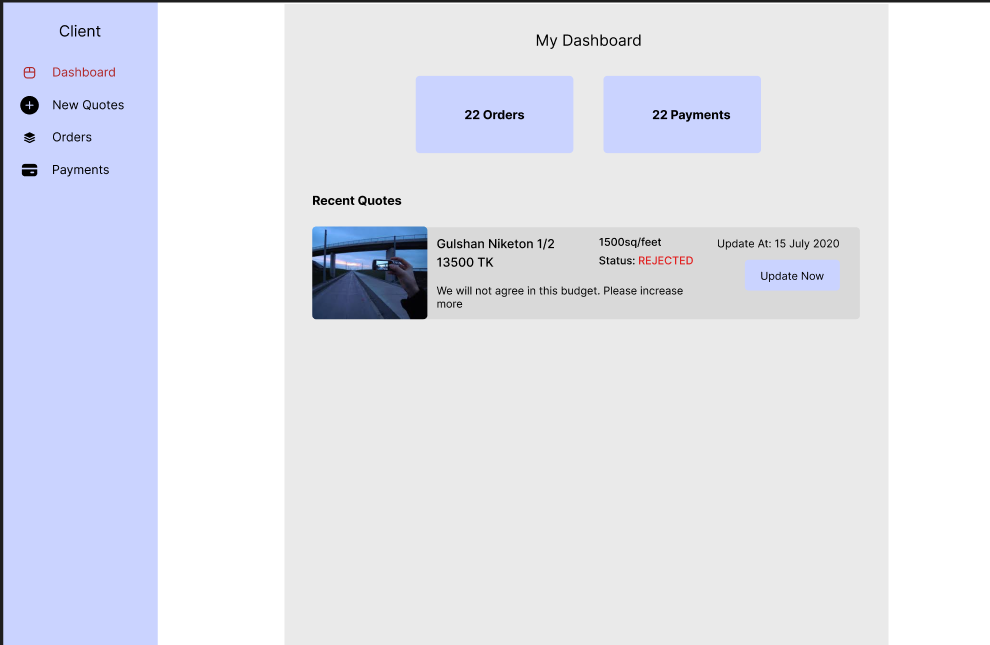 Client
Dashboard
New Quotes
Orders
Payments
My Dashboard
22 Orders
22 Payments
Recent Quotes
Gulshan Niketon 1/2
13500 TK
We will not agree in this budget. Please increase
more
1500sq/feet
Status: REJECTED
Update At: 15 July 2020
Update Now